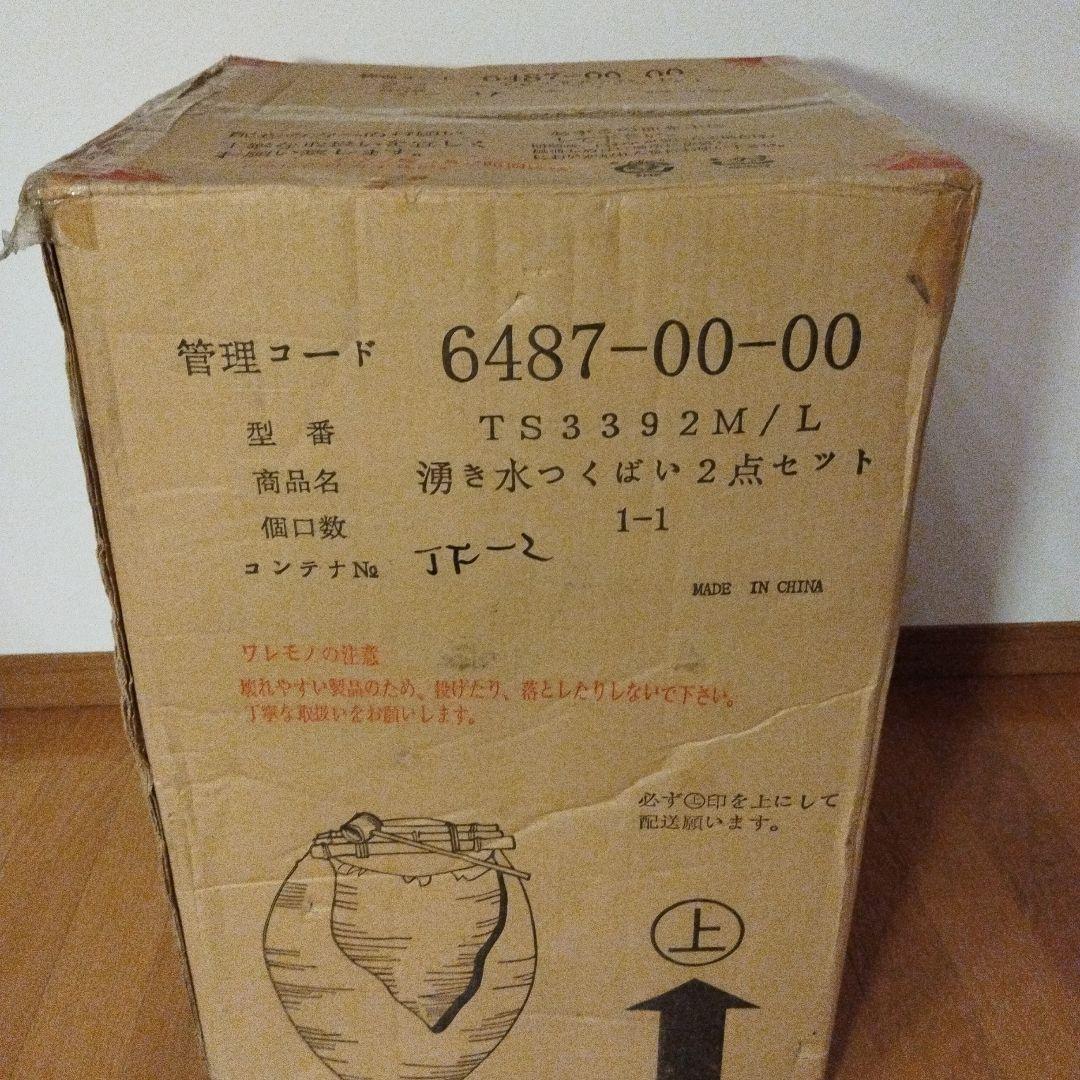 6487-00-00
管理コード 6487-00-00
型番 TS3392M/L
商品名 湧き水つくばい2点セット
個口数 1-1
コンテナ№ JF-2
MADE IN CHINA
ワレモノの注意
壊れやすい製品のため、投げたり、落としたりしないで下さい。
丁寧な取扱いをお願いします。
必ず㊤印を上にして
配送願います。
上